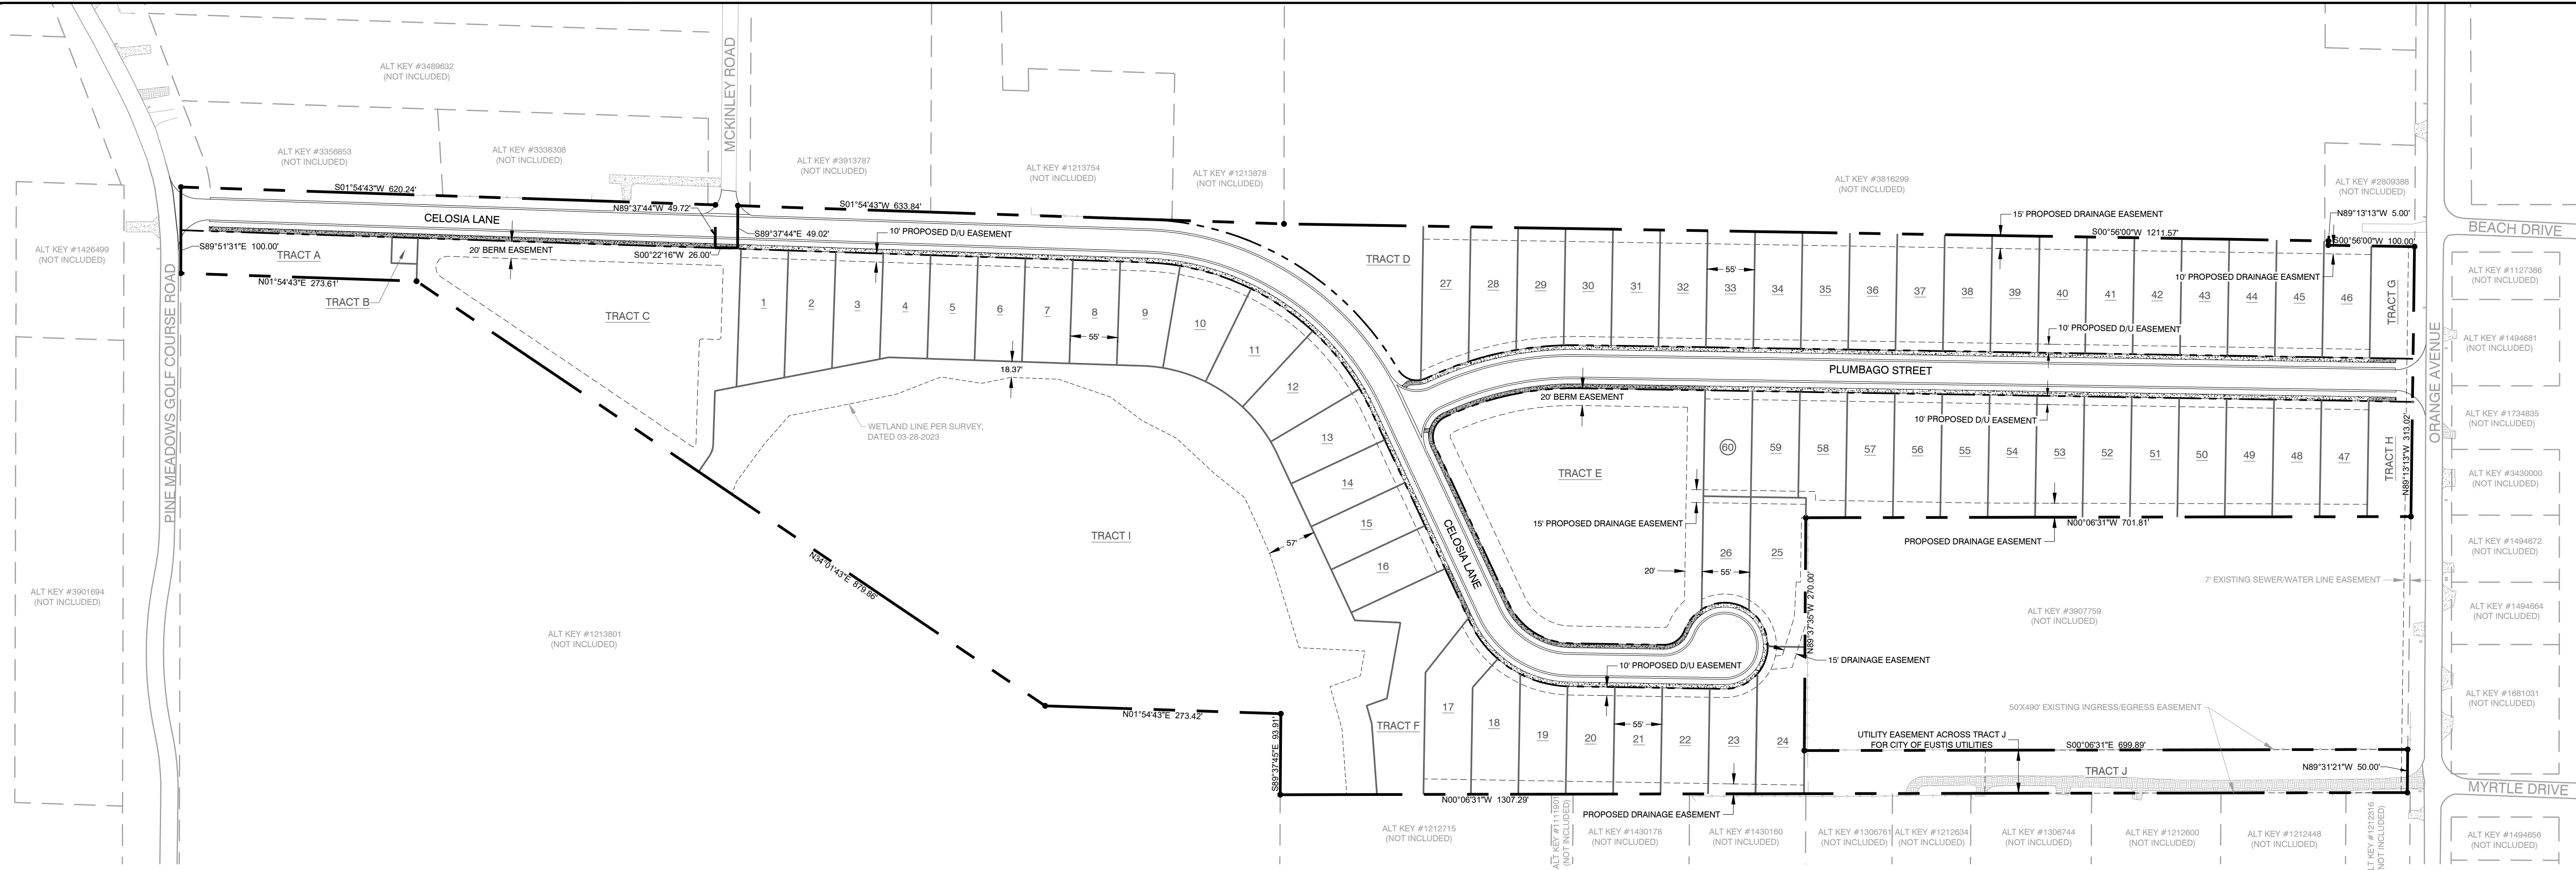 ALT KEY #3489632
(NOT INCLUDED)
MCKINLEY ROAD
ALT KEY #3356853
(NOT INCLUDED)
ALT KEY #3338308
(NOT INCLUDED)
ALT KEY #3913787
(NOT INCLUDED)
ALT KEY #1213754
(NOT INCLUDED)
ALT KEY #1213878
(NOT INCLUDED)
ALT KEY #3816299
(NOT INCLUDED)
ALT KEY #2809388
(NOT INCLUDED)
S01°54'43"W 620.24'
N89°37'44"W 49.72'
S01°54'43"W 633.84'
15' PROPOSED DRAINAGE EASEMENT
N89°13'13"W 5.00'
S00°56'00"W 1211.57'
S00°56'00"W 100.00'
BEACH DRIVE
CELOSIA LANE
S89°37'44"E 49.02'
10' PROPOSED D/U EASEMENT
ALT KEY #1426499
(NOT INCLUDED)
S89°51'31"E 100.00'
TRACT A
20' BERM EASEMENT
S00°22'16"W 26.00'
TRACT D
10' PROPOSED DRAINAGE EASMENT
ALT KEY #1127386
(NOT INCLUDED)
N01°54'43"E 273.61'
TRACT B
TRACT C
1
2
3
4
5
6
7
8
9
10
11
12
13
14
15
16
55'
27
28
29
30
31
32
33
34
35
36
37
38
39
40
41
42
43
44
45
46
55'
TRACT G
10' PROPOSED D/U EASEMENT
ALT KEY #1494681
(NOT INCLUDED)
PINE MEADOWS GOLF COURSE ROAD
ORANGE AVENUE
18.37'
PLUMBAGO STREET
20' BERM EASEMENT
WETLAND LINE PER SURVEY,
DATED 03-28-2023
10' PROPOSED D/U EASEMENT
ALT KEY #1734835
(NOT INCLUDED)
TRACT E
60
59
58
57
56
55
54
53
52
51
50
49
48
47
TRACT H
N89°13'13"W 313.02'
ALT KEY #3430000
(NOT INCLUDED)
15' PROPOSED DRAINAGE EASEMENT
N00°06'31"W 701.81'
TRACT I
CELOSIA LANE
57'
PROPOSED DRAINAGE EASEMENT
ALT KEY #1494672
(NOT INCLUDED)
N34°01'43"E 879.86'
26
25
20'
55'
N89°37'35"W 270.00'
7' EXISTING SEWER/WATER LINE EASEMENT
ALT KEY #3901694
(NOT INCLUDED)
ALT KEY #1213801
(NOT INCLUDED)
ALT KEY #3907759
(NOT INCLUDED)
ALT KEY #1494664
(NOT INCLUDED)
10' PROPOSED D/U EASEMENT
15' DRAINAGE EASEMENT
ALT KEY #1681031
(NOT INCLUDED)
50'X490' EXISTING INGRESS/EGRESS EASEMENT
N01°54'43"E 273.42'
S89°37'45"E 93.91'
TRACT F
17
18
19
20
21
22
23
24
55'
UTILITY EASEMENT ACROSS TRACT J
FOR CITY OF EUSTIS UTILITIES
S00°06'31"E 699.89'
TRACT J
N89°31'21"W 50.00'
MYRTLE DRIVE
N00°06'31"W 1307.29'
PROPOSED DRAINAGE EASEMENT
ALT KEY #1212715
(NOT INCLUDED)
ALT KEY #1111901
(NOT INCLUDED)
ALT KEY #1430178
(NOT INCLUDED)
ALT KEY #1430160
(NOT INCLUDED)
ALT KEY #1306761
(NOT INCLUDED)
ALT KEY #1212634
(NOT INCLUDED)
ALT KEY #1306744
(NOT INCLUDED)
ALT KEY #1212600
(NOT INCLUDED)
ALT KEY #1212448
(NOT INCLUDED)
ALT KEY #1212316
(NOT INCLUDED)
ALT KEY #1494656
(NOT INCLUDED)